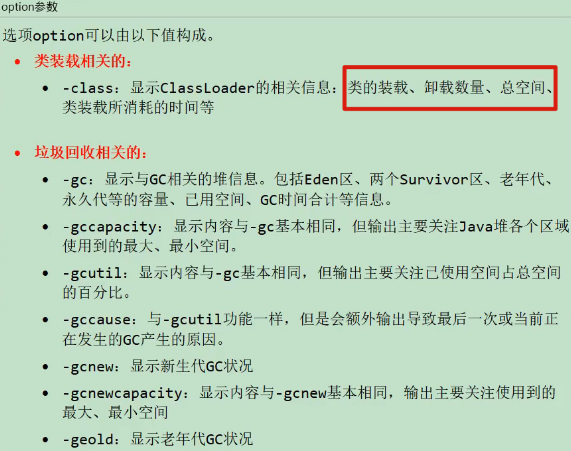 option参数
选项option可以由以下值构成。
• 类装载相关的：
• -class：显示ClassLoader的相关信息：类的装载、卸载数量、总空间、
类装载所消耗的时间等
• 垃圾回收相关的：
• -gc：显示与GC相关的堆信息。包括Eden区、两个Survivor区、老年代、
永久代等的容量、已用空间、GC时间合计等信息。
• -gccapacity：显示内容与-gc基本相同，但输出主要关注Java堆各个区域
使用到的最大、最小空间。
• -gcutil：显示内容与-gc基本相同，但输出主要关注已使用空间占总空间
的百分比。
• -gccause：与-gcutil功能一样，但是会额外输出导致最后一次或当前正
在发生的GC产生的原因。
• -gcnew：显示新生代GC状况
• -gcnewcapacity：显示内容与-gcnew基本相同，输出主要关注使用到的
最大、最小空间
• -geold：显示老年代GC状况